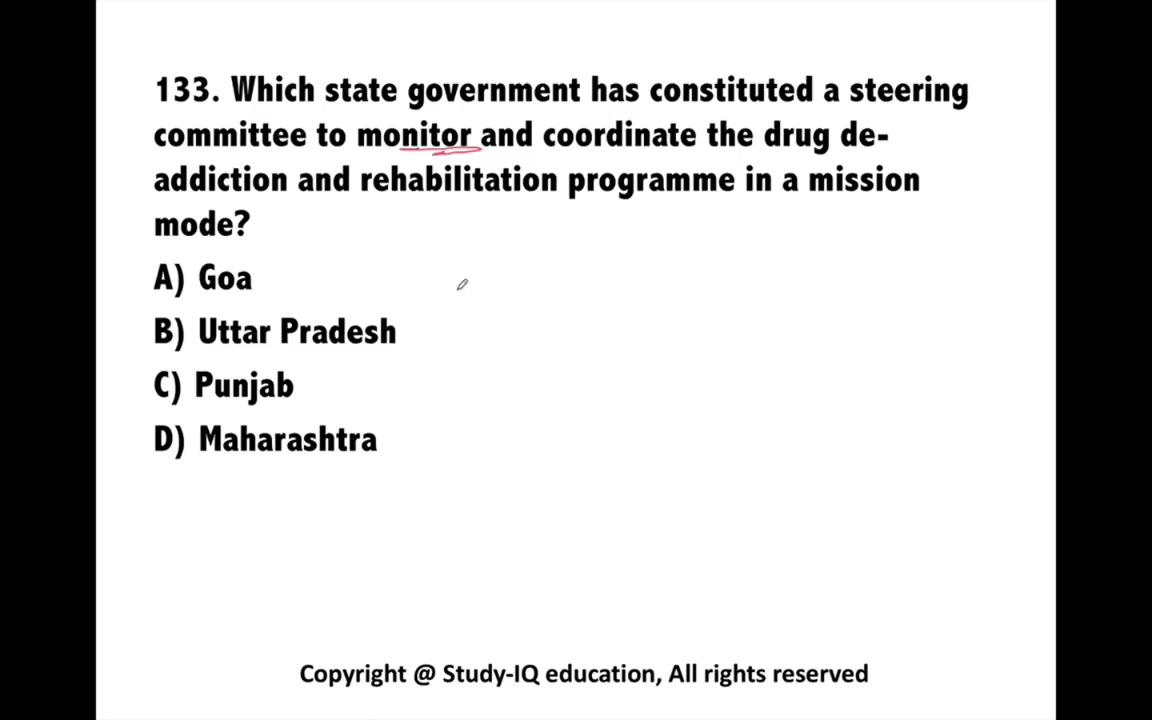 133. Which state government has constituted a steering
committee to monitor and coordinate the drug de-
addiction and rehabilitation programme in a mission
mode?
A) Goa
B) Uttar Pradesh
C) Punjab
D) Maharashtra
Copyright @ Study-IQ education, All rights reserved